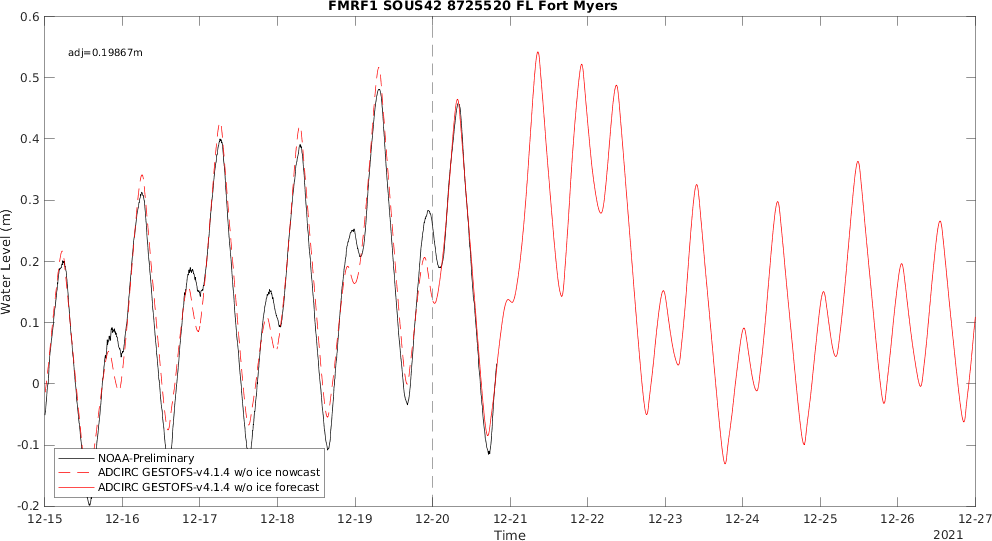 FMRF1 SOUS42 8725520 FL Fort Myers
0.6
adj=0.19867m
0.5
0.4
0.3
0.2
0.1
0
-0.1
-0.2
Water Level (m)
NOAA-Preliminary
ADCIRC GESTOFS-v4.1.4 w/o ice nowcast
ADCIRC GESTOFS-v4.1.4 w/o ice forecast
12-15 12-16 12-17 12-18 12-19 12-20 12-21 12-22 12-23 12-24 12-25 12-26 12-27
Time
2021